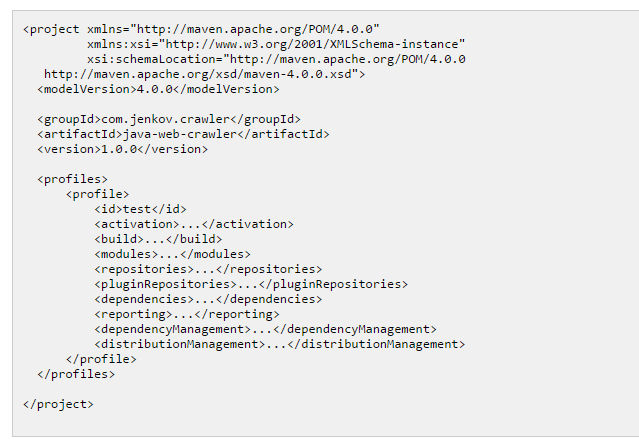 <project xmlns="http://maven.apache.org/POM/4.0.0"
         xmlns:xsi="http://www.w3.org/2001/XMLSchema-instance"
         xsi:schemaLocation="http://maven.apache.org/POM/4.0.0
   http://maven.apache.org/xsd/maven-4.0.0.xsd">
  <modelVersion>4.0.0</modelVersion>

  <groupId>com.jenkov.crawler</groupId>
  <artifactId>java-web-crawler</artifactId>
  <version>1.0.0</version>

  <profiles>
      <profile>
          <id>test</id>
          <activation>...</activation>
          <build>...</build>
          <modules>...</modules>
          <repositories>...</repositories>
          <pluginRepositories>...</pluginRepositories>
          <dependencies>...</dependencies>
          <reporting>...</reporting>
          <dependencyManagement>...</dependencyManagement>
          <distributionManagement>...</distributionManagement>
      </profile>
  </profiles>

</project>